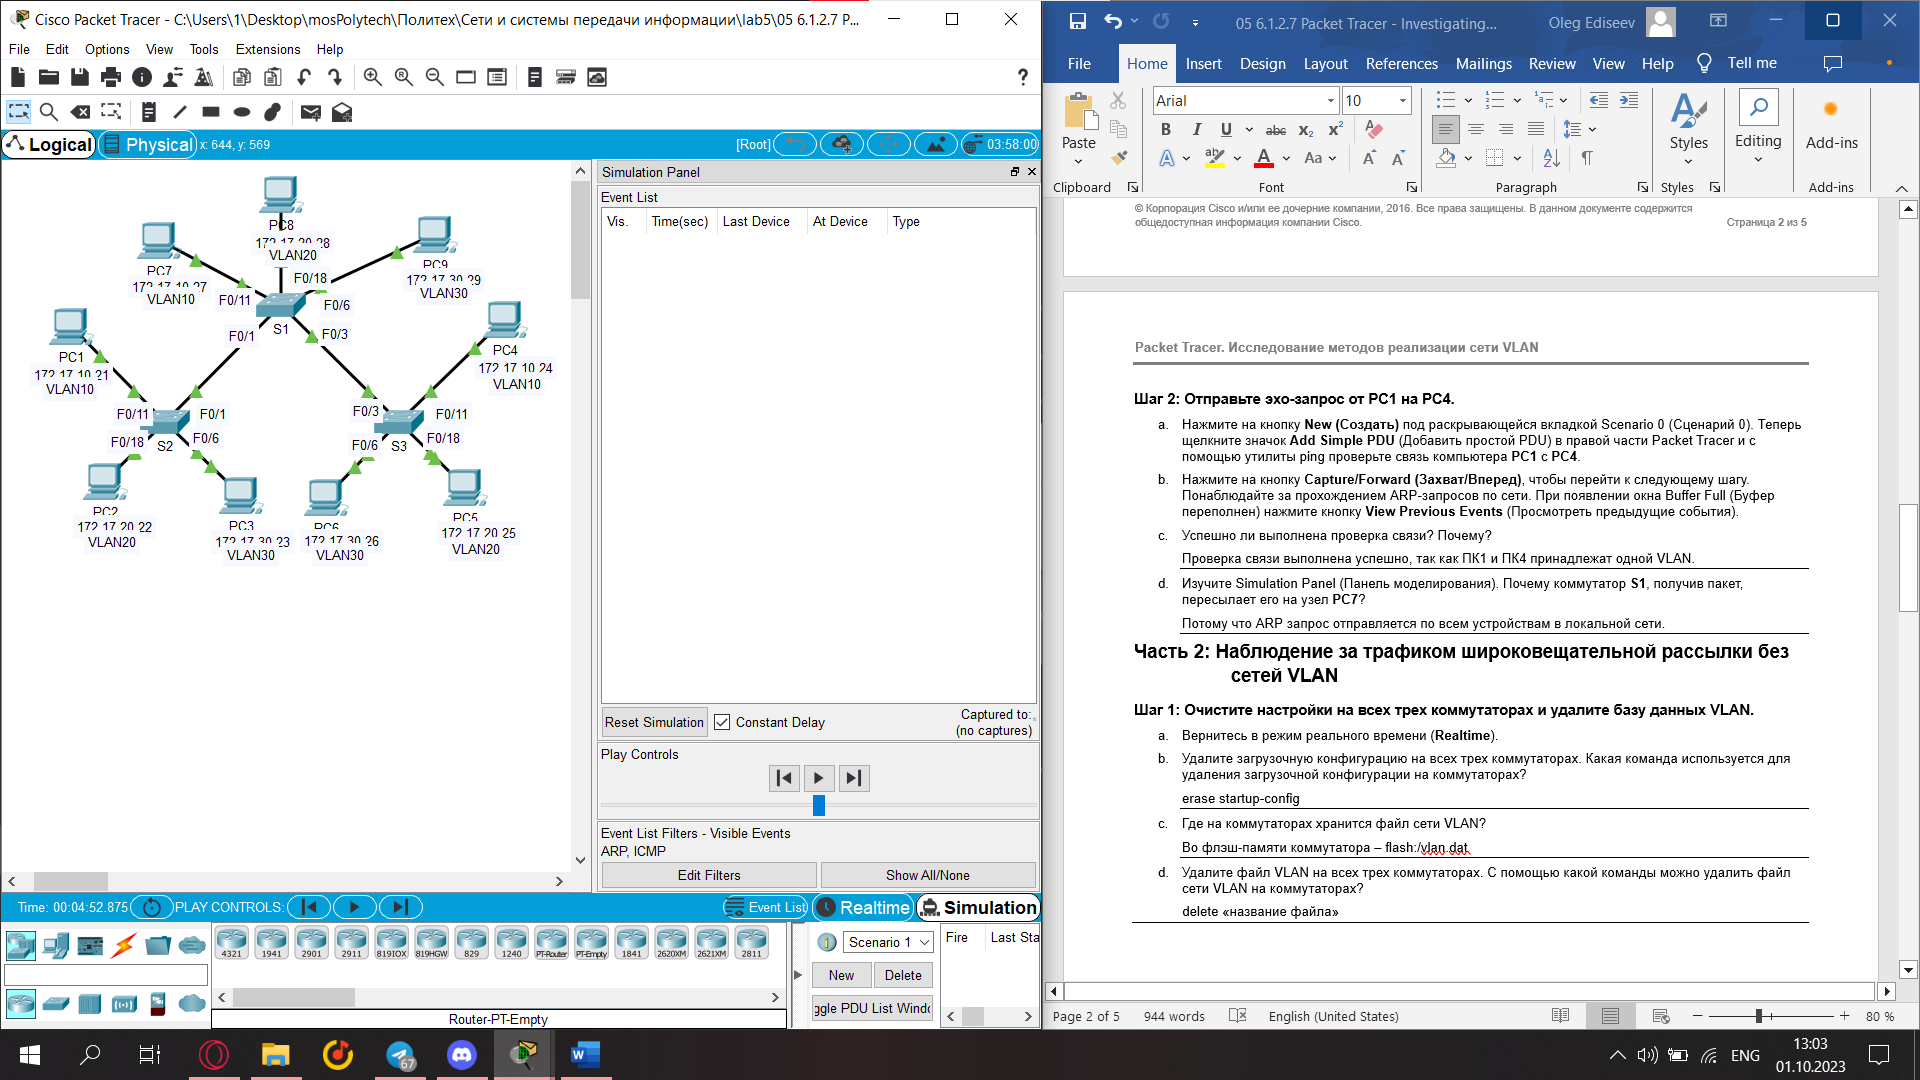 Cisco Packet Tracer - C:\Users\1\Desktop\mosPolytech\Политех\Сети и системы передачи информации\lab5\05 6.1.2.7 P...
File Edit Options View Tools Extensions Help
?
Logical Physical x: 644, y: 569 [Root] 03:58:00
PC8
172.17.20.28
VLAN20
PC7
172.17.10.27
VLAN10
PC9
172.17.30.29
VLAN30
F0/11
F0/18
F0/6
S1
F0/1
F0/3
PC1
172.17.10.21
VLAN10
PC4
172.17.10.24
VLAN10
F0/11
F0/1
F0/18
F0/6
S2
F0/3
F0/11
F0/6
F0/18
S3
PC2
172.17.20.22
VLAN20
PC3
172.17.30.23
VLAN30
PC6
172.17.30.26
VLAN30
PC5
172.17.20.25
VLAN20
Simulation Panel
Event List
Vis. Time(sec) Last Device At Device Type
Reset Simulation Constant Delay Captured to:
(no captures)
Play Controls
Event List Filters - Visible Events
ARP, ICMP
Edit Filters Show All/None
Time: 00:04:52.875 PLAY CONTROLS: Event List Realtime Simulation
4321 1941 2901 2911 819IOX 819HGW 829 1240 PT-Router PT-Empty 1841 2620XM 2621XM 2811
Router-PT-Empty
Scenario 1
New Delete
ggle PDU List Windo
Fire Last Sta
05 6.1.2.7 Packet Tracer - Investigating... Oleg Ediseev
File Home Insert Design Layout References Mailings Review View Help Tell me
Paste
Clipboard
Arial 10
Font
Paragraph
Styles
Styles
Editing
Add-ins
Add-ins
© Корпорация Cisco и/или ее дочерние компании, 2016. Все права защищены. В данном документе содержится
общедоступная информация компании Cisco. Страница 2 из 5
Packet Tracer. Исследование методов реализации сети VLAN
Шаг 2: Отправьте эхо-запрос от PC1 на PC4.
a. Нажмите на кнопку New (Создать) под раскрывающейся вкладкой Scenario 0 (Сценарий 0). Теперь
щелкните значок Add Simple PDU (Добавить простой PDU) в правой части Packet Tracer и с
помощью утилиты ping проверьте связь компьютера PC1 с PC4.
b. Нажмите на кнопку Capture/Forward (Захват/Вперед), чтобы перейти к следующему шагу.
Понаблюдайте за прохождением ARP-запросов по сети. При появлении окна Buffer Full (Буфер
переполнен) нажмите кнопку View Previous Events (Просмотреть предыдущие события).
c. Успешно ли выполнена проверка связи? Почему?
Проверка связи выполнена успешно, так как ПК1 и ПК4 принадлежат одной VLAN.
d. Изучите Simulation Panel (Панель моделирования). Почему коммутатор S1, получив пакет,
пересылает его на узел PC7?
Потому что ARP запрос отправляется по всем устройствам в локальной сети.
Часть 2: Наблюдение за трафиком широковещательной рассылки без
сетей VLAN
Шаг 1: Очистите настройки на всех трех коммутаторах и удалите базу данных VLAN.
a. Вернитесь в режим реального времени (Realtime).
b. Удалите загрузочную конфигурацию на всех трех коммутаторах. Какая команда используется для
удаления загрузочной конфигурации на коммутаторах?
erase startup-config
c. Где на коммутаторах хранится файл сети VLAN?
Во флэш-памяти коммутатора – flash:/vlan.dat
d. Удалите файл VLAN на всех трех коммутаторах. С помощью какой команды можно удалить файл
сети VLAN на коммутаторах?
delete «название файла»
Page 2 of 5 944 words English (United States) 80 %
67
ENG
13:03
01.10.2023